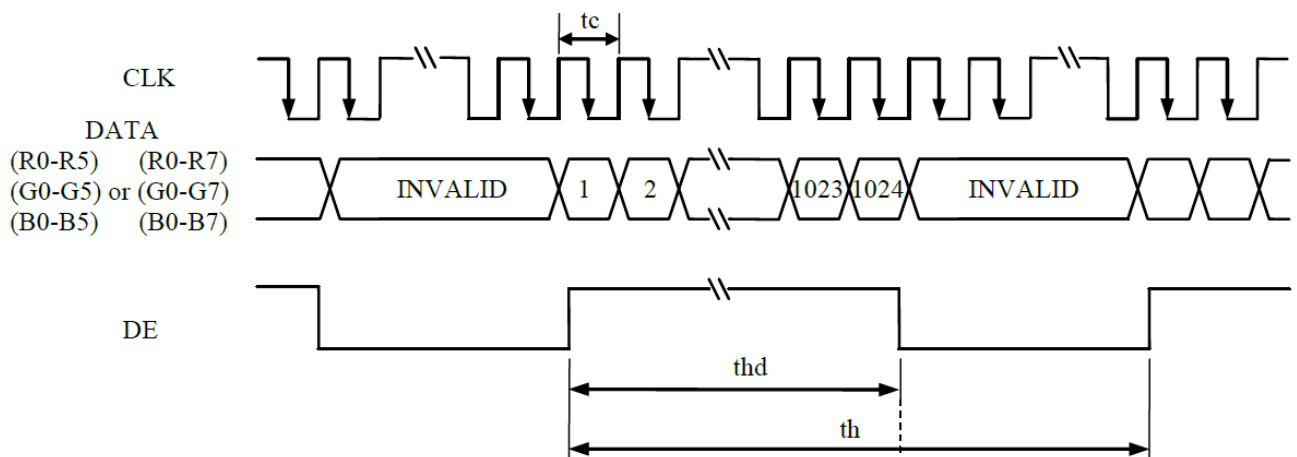 tc
CLK
DATA
(R0-R5) (R0-R7)
(G0-G5) or (G0-G7)
(B0-B5) (B0-B7)
INVALID 1 2 1023 1024 INVALID
DE
thd
th